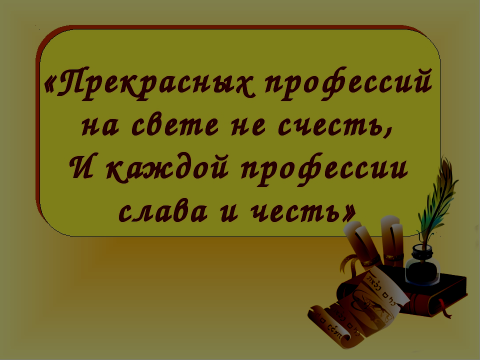 «Прекрасных профессий
на свете не счесть,
И каждой профессии
слава и честь»